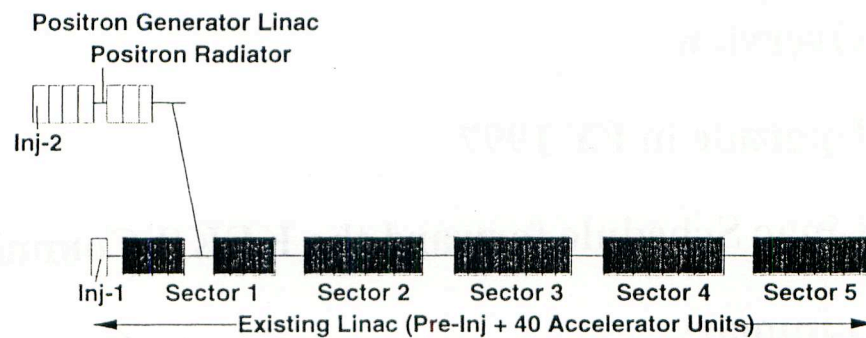 Positron Generator Linac
Positron Radiator
Inj-2
Inj-1 Sector 1 Sector 2 Sector 3 Sector 4 Sector 5
Existing Linac (Pre-Inj + 40 Accelerator Units)